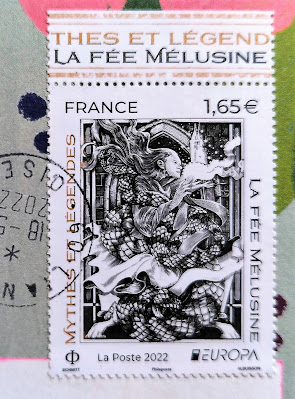 THES ET LÉGEND
LA FÉE MÉLUSINE
FRANCE 1,65€
MYTHES ET LÉGENDES
LA FÉE MÉLUSINE
La Poste 2022 EUROPA